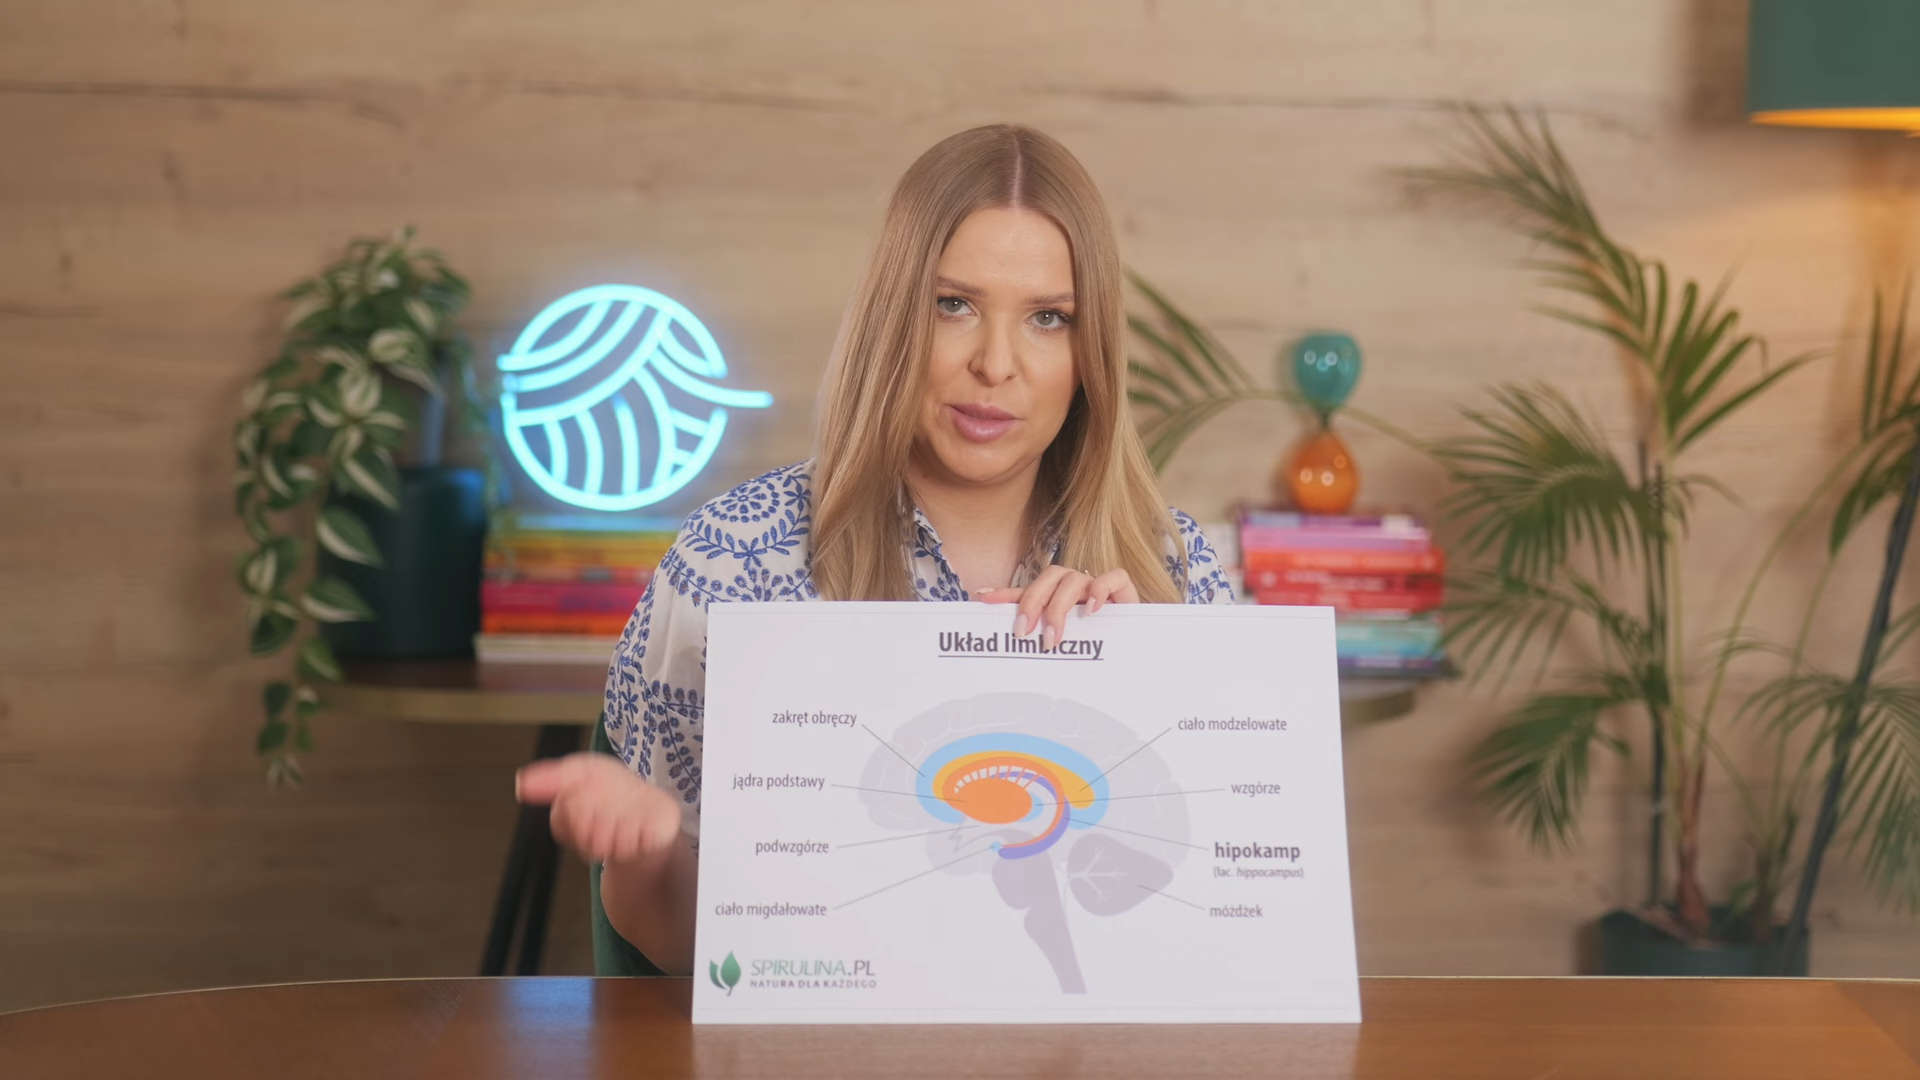 Układ limbiczny
zakręt obręczy
ciało modzelowate
jądra podstawy
wzgórze
podwzgórze
hipokamp
(łac. hippocampus)
ciało migdałowate
móżdżek
SPIRULINA.PL
NATURA DLA KAŻDEGO